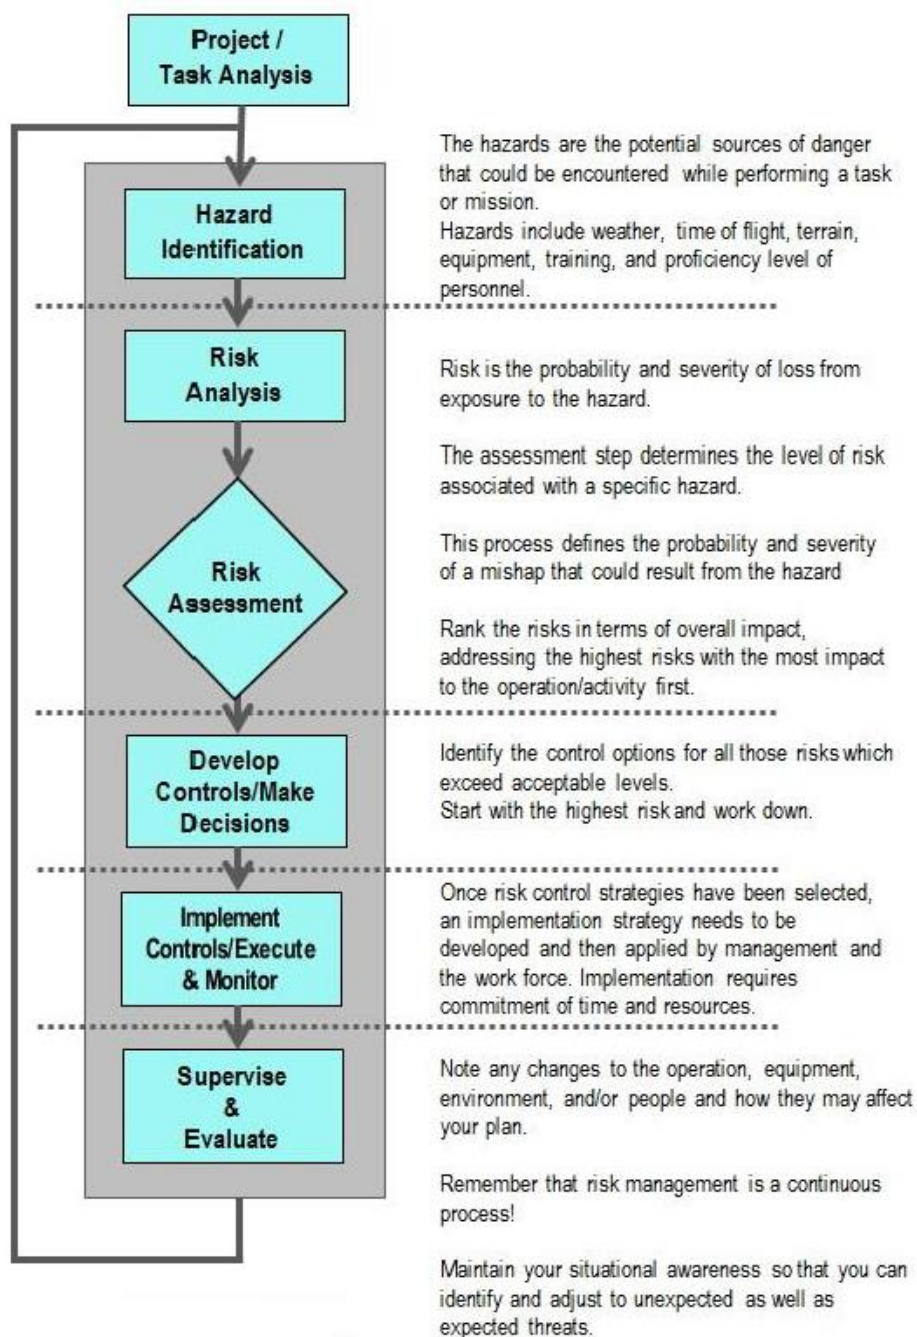 Project /
Task Analysis
The hazards are the potential sources of danger
that could be encountered while performing a task
or mission.
Hazards include weather, time of flight, terrain,
equipment, training, and proficiency level of
personnel.
Hazard
Identification
Risk
Analysis
Risk is the probability and severity of loss from
exposure to the hazard.
The assessment step determines the level of risk
associated with a specific hazard.
This process defines the probability and severity
of a mishap that could result from the hazard
Rank the risks in terms of overall impact,
addressing the highest risks with the most impact
to the operation/activity first.
Risk
Assessment
Develop
Controls/Make
Decisions
Identify the control options for all those risks which
exceed acceptable levels.
Start with the highest risk and work down.
Implement
Controls/Execute
& Monitor
Once risk control strategies have been selected,
an implementation strategy needs to be
developed and then applied by management and
the work force. Implementation requires
commitment of time and resources.
Supervise
&
Evaluate
Note any changes to the operation, equipment,
environment, and/or people and how they may affect
your plan.
Remember that risk management is a continuous
process!
Maintain your situational awareness so that you can
identify and adjust to unexpected as well as
expected threats.